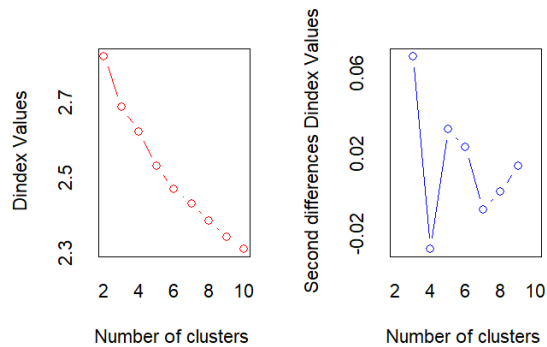 Dindex Values
2.7
2.5
2.3
2 4 6 8 10
Number of clusters
Second differences Dindex Values
0.06
0.02
-0.02
2 4 6 8 10
Number of clusters